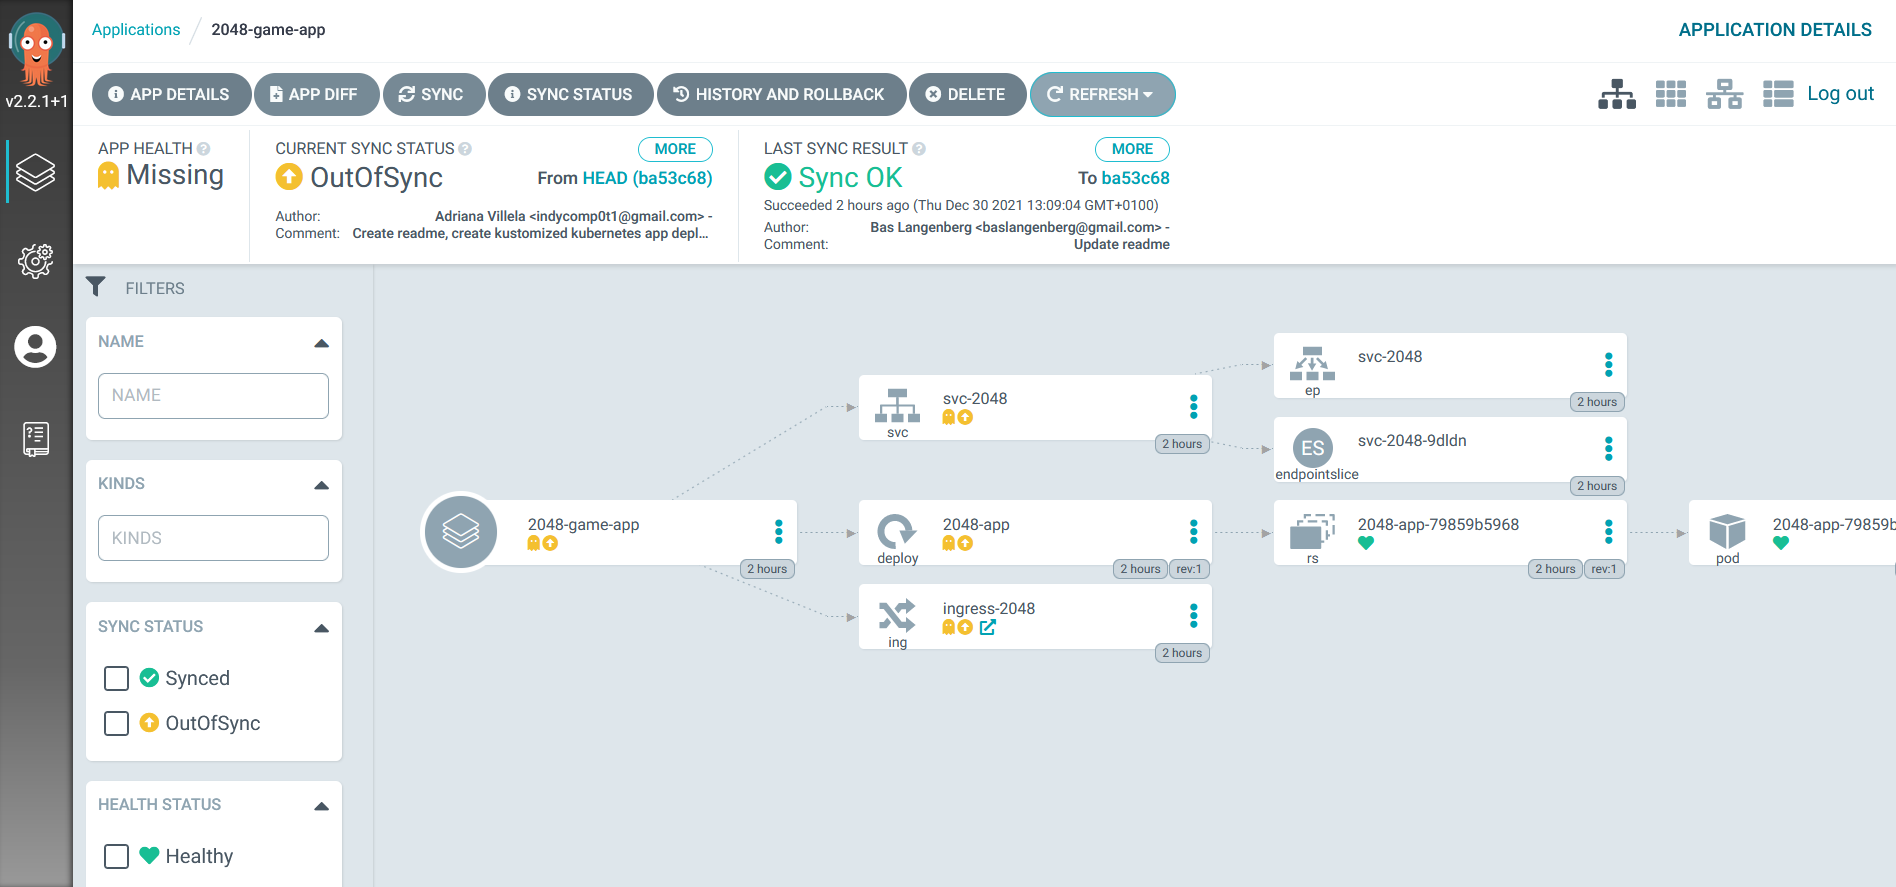 v2.2.1+1
Applications / 2048-game-app
APPLICATION DETAILS
APP DETAILS
APP DIFF
SYNC
SYNC STATUS
HISTORY AND ROLLBACK
DELETE
REFRESH
Log out
APP HEALTH
Missing
CURRENT SYNC STATUS
MORE
OutOfSync
From HEAD (ba53c68)
Author: Adriana Villela <indycomp0t1@gmail.com> -
Comment: Create readme, create kustomized kubernetes app depl...
LAST SYNC RESULT
MORE
Sync OK
To ba53c68
Succeeded 2 hours ago (Thu Dec 30 2021 13:09:04 GMT+0100)
Author: Bas Langenberg <baslangenberg@gmail.com> -
Comment: Update readme
FILTERS
NAME
NAME
KINDS
KINDS
SYNC STATUS
Synced
OutOfSync
HEALTH STATUS
Healthy
2048-game-app
2 hours
svc
svc-2048
2 hours
deploy
2048-app
2 hours
rev:1
ing
ingress-2048
2 hours
ep
svc-2048
2 hours
ES
endpointslice
svc-2048-9dldn
2 hours
rs
2048-app-79859b5968
2 hours
rev:1
pod
2048-app-79859b